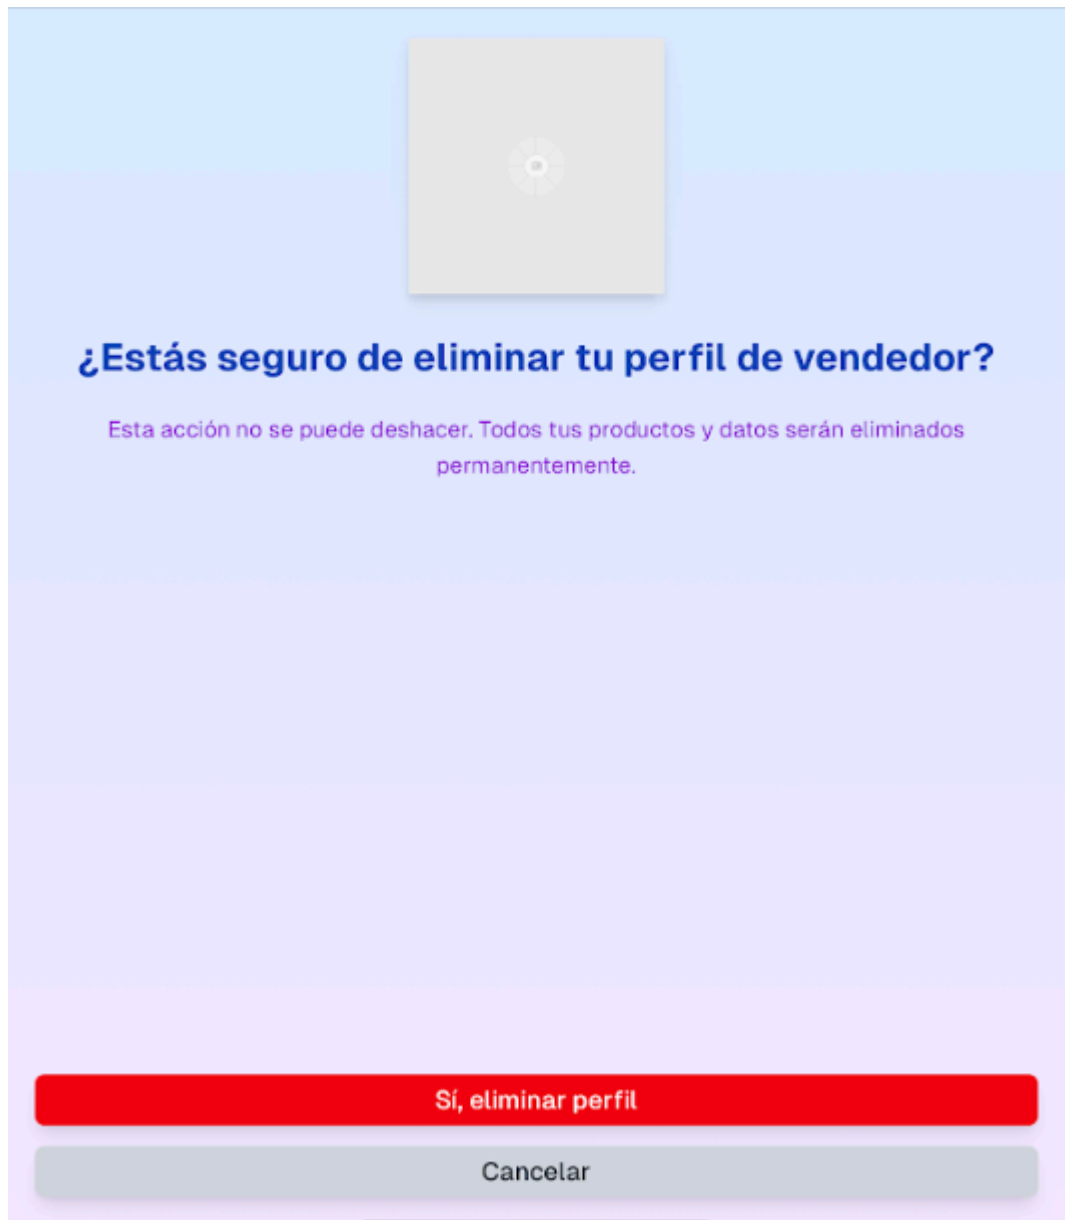 ¿Estás seguro de eliminar tu perfil de vendedor?
Esta acción no se puede deshacer. Todos tus productos y datos serán eliminados
permanentemente.
Sí, eliminar perfil
Cancelar